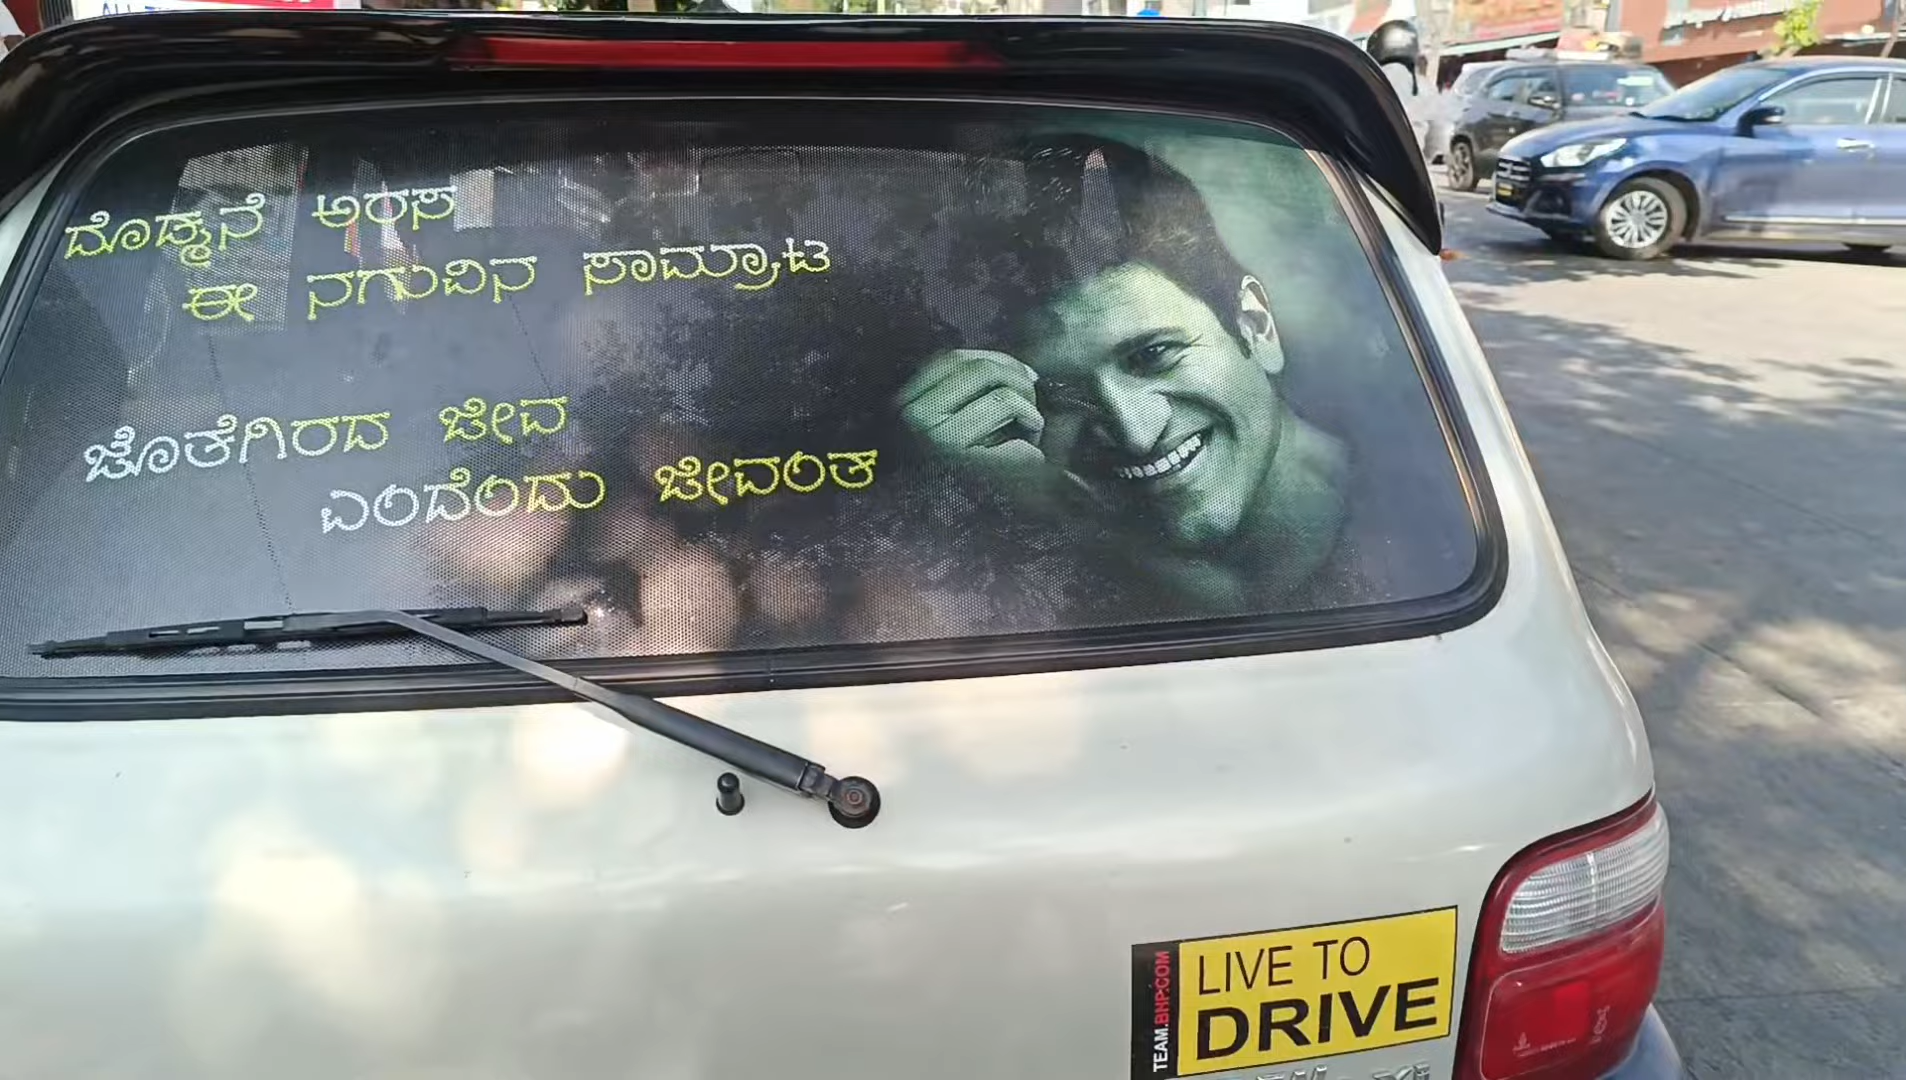 ದೊಡ್ಮನೆ ಅರಸ
ಈ ನಗುವಿನ ಸಾಮ್ರಾಟ
ಜೊತೆಗಿರದ ಜೀವ
ಎಂದೆಂದು ಜೀವಂತ
TEAM.BHP.COM
LIVE TO
DRIVE